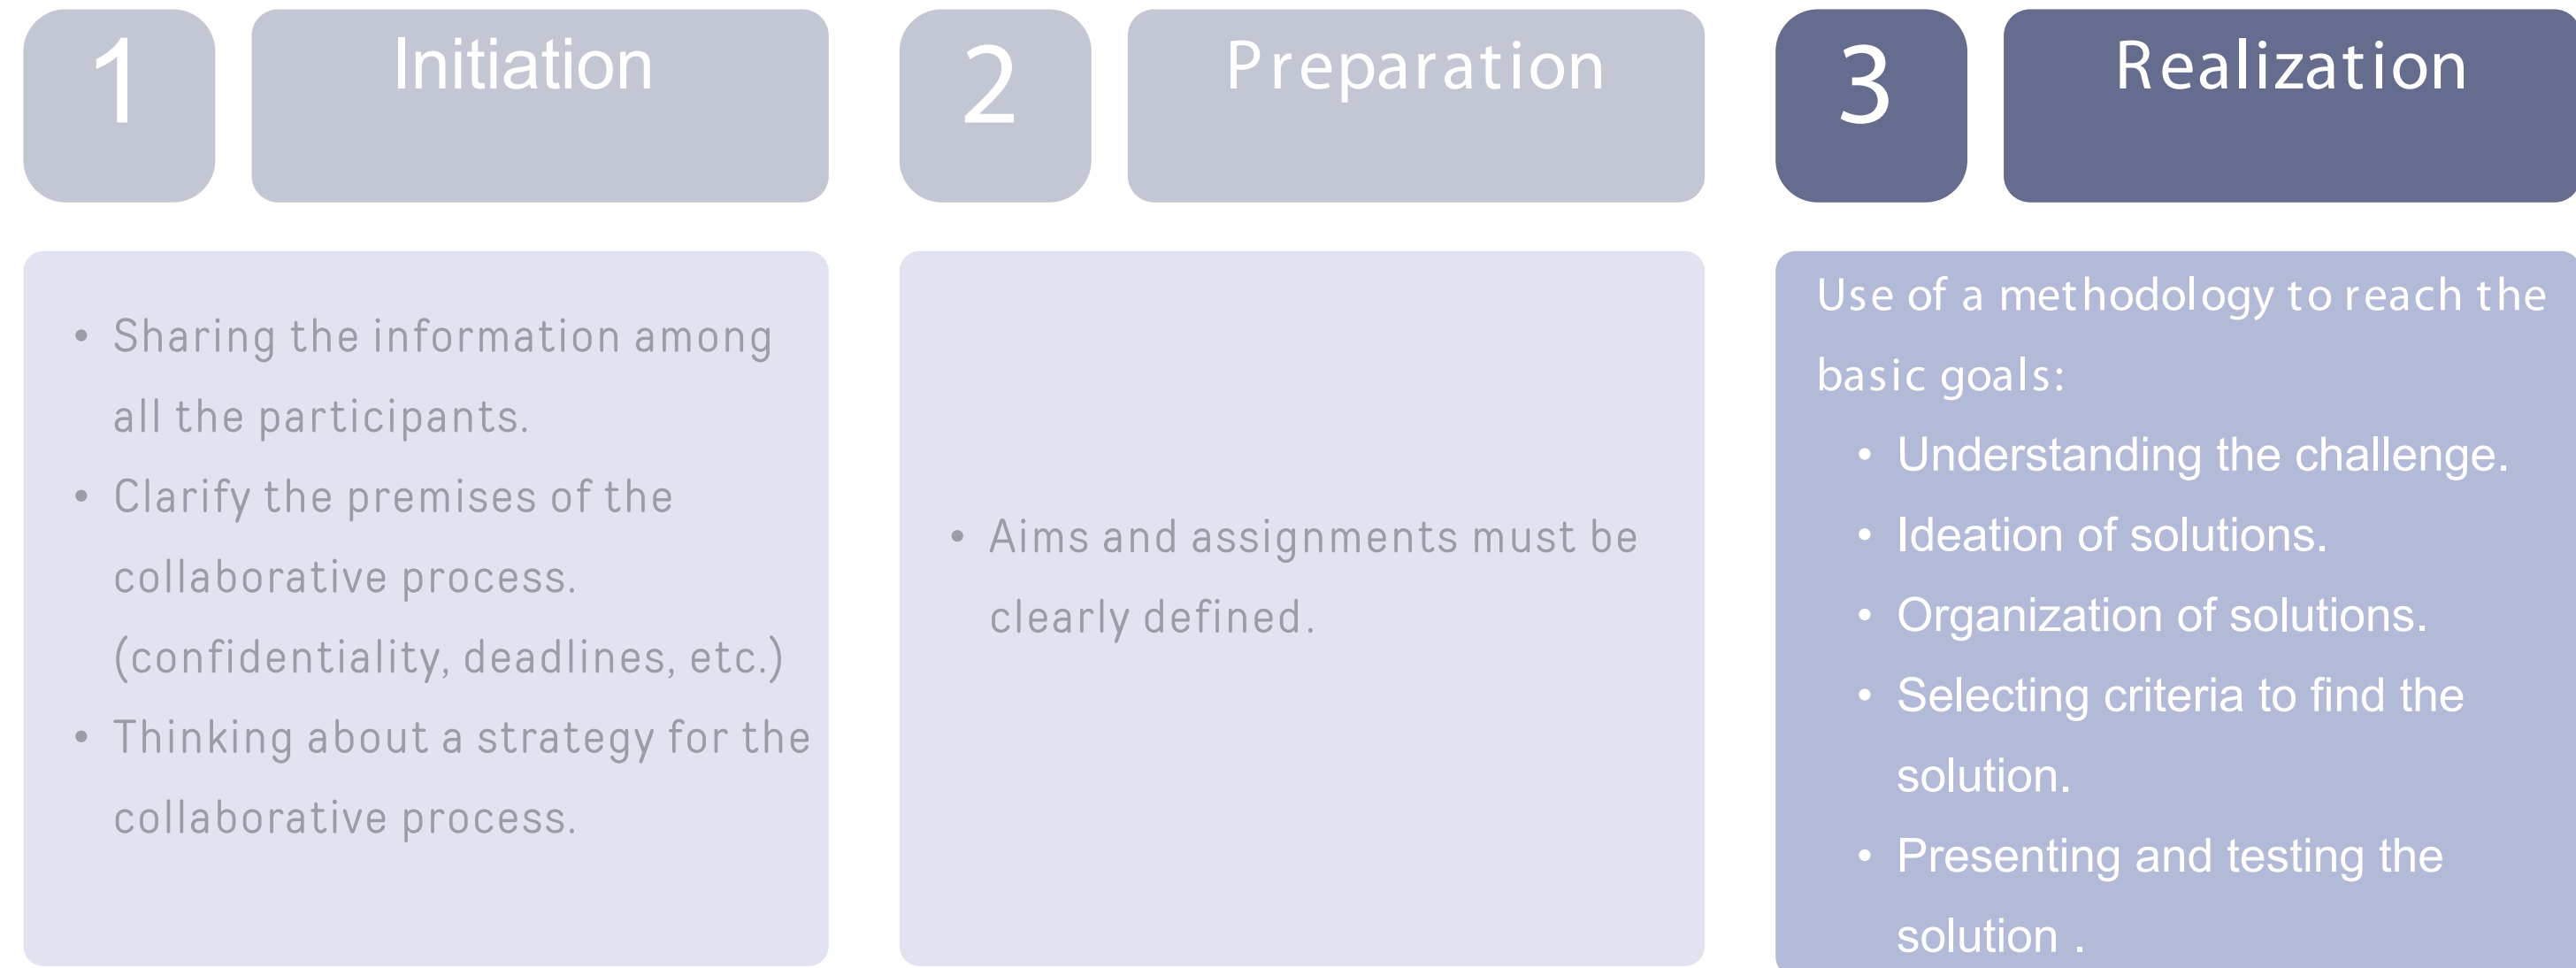 1
Initiation
• Sharing the information among
all the participants.
• Clarify the premises of the
collaborative process.
(confidentiality, deadlines, etc.)
• Thinking about a strategy for the
collaborative process.
2
Preparation
• Aims and assignments must be
clearly defined.
3
Realization
Use of a methodology to reach the
basic goals:
• Understanding the challenge.
• Ideation of solutions.
• Organization of solutions.
• Selecting criteria to find the
solution.
• Presenting and testing the
solution .